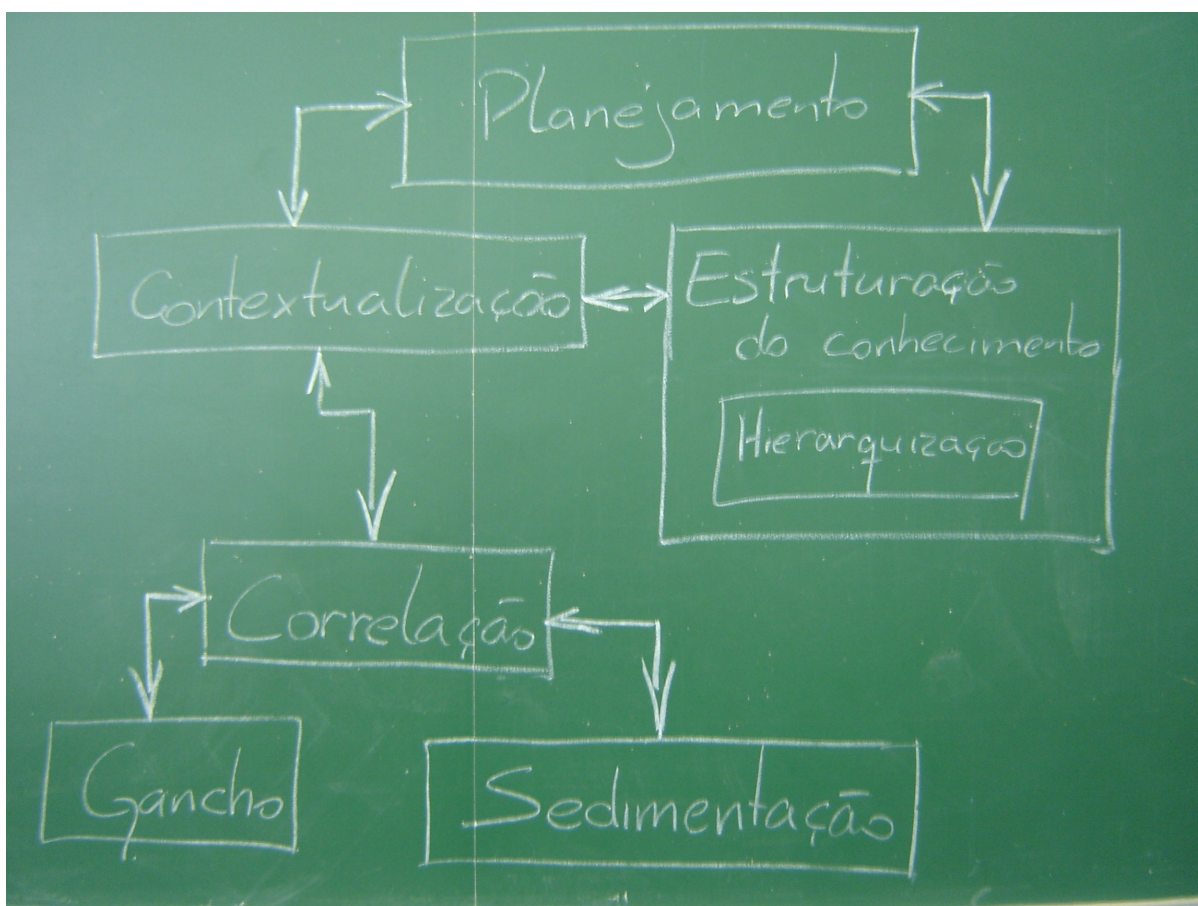 Planejamento
Contextualização
Estruturação
do conhecimento
Hierarquização
Correlação
Gancho
Sedimentação